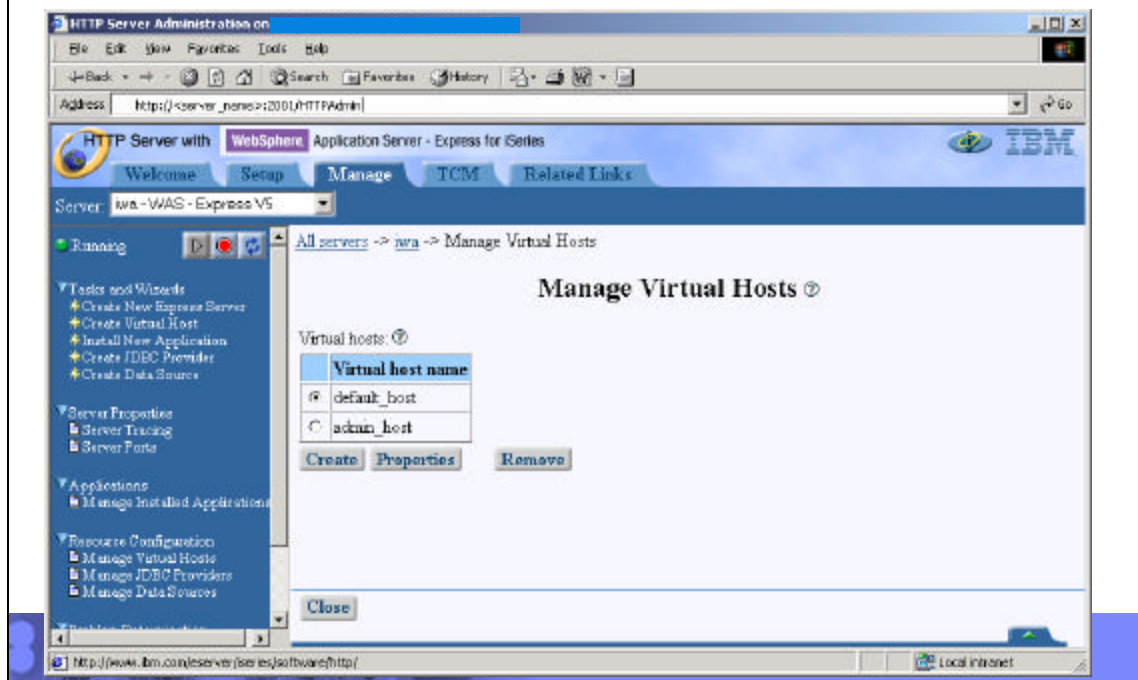 HTTP Server Administration on
File Edit View Favorites Tools Help
Back Search Favorites History
Address http://<server_name>:2001/HTTPAdmin Go
HTTP Server with WebSphere Application Server - Express for iSeries IBM
Welcome Setup Manage TCM Related Links
Server: iwa - WAS - Express V5
Running
All servers -> iwa -> Manage Virtual Hosts
Manage Virtual Hosts ?
Tasks and Wizards
Create New Express Server
Create Virtual Host
Install New Application
Create JDBC Provider
Create Data Source
Server Properties
Server Tracing
Server Ports
Applications
Manage Installed Applications
Resource Configuration
Manage Virtual Hosts
Manage JDBC Providers
Manage Data Sources
Virtual hosts: ?
Virtual host name
default_host
admin_host
Create Properties Remove
Close
http://www.ibm.com/eserver/iseries/software/http/ Local intranet